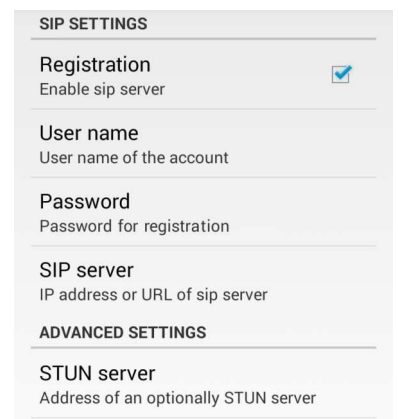 SIP SETTINGS
Registration
Enable sip server
User name
User name of the account
Password
Password for registration
SIP server
IP address or URL of sip server
ADVANCED SETTINGS
STUN server
Address of an optionally STUN server